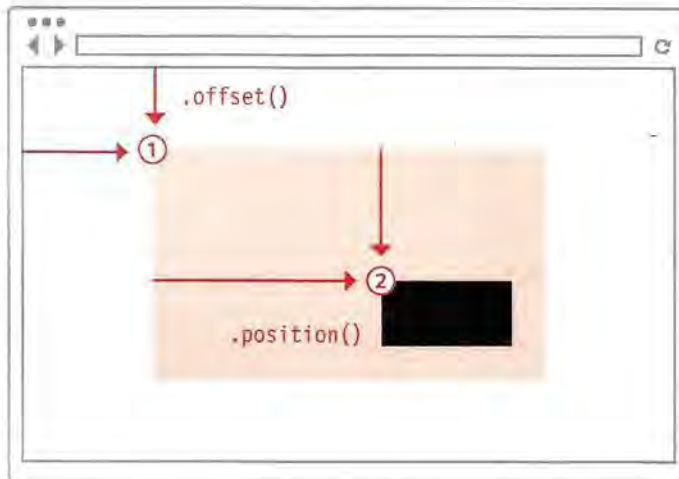 .offset()
①
②
.position()